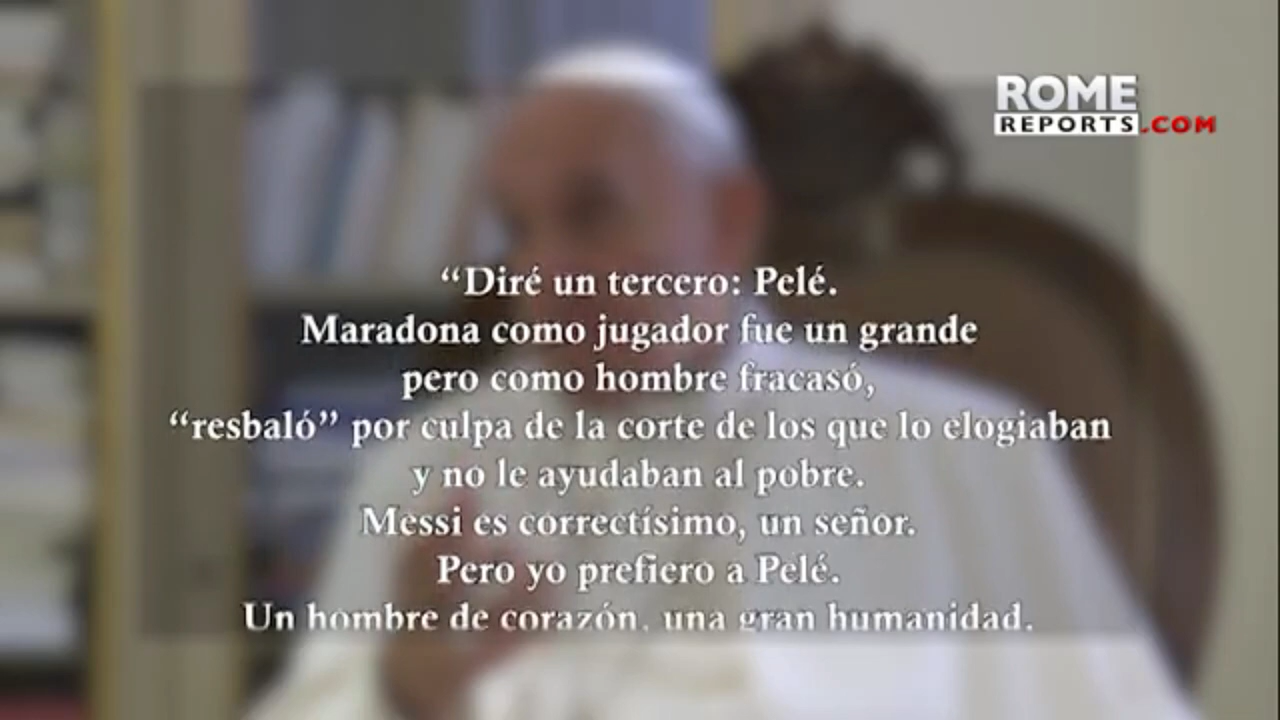 ROME
REPORTS.COM
“Diré un tercero: Pelé.
Maradona como jugador fue un grande
pero como hombre fracasó,
“resbaló” por culpa de la corte de los que lo elogiaban
y no le ayudaban al pobre.
Messi es correctísimo, un señor.
Pero yo prefiero a Pelé.
Un hombre de corazón, una gran humanidad.